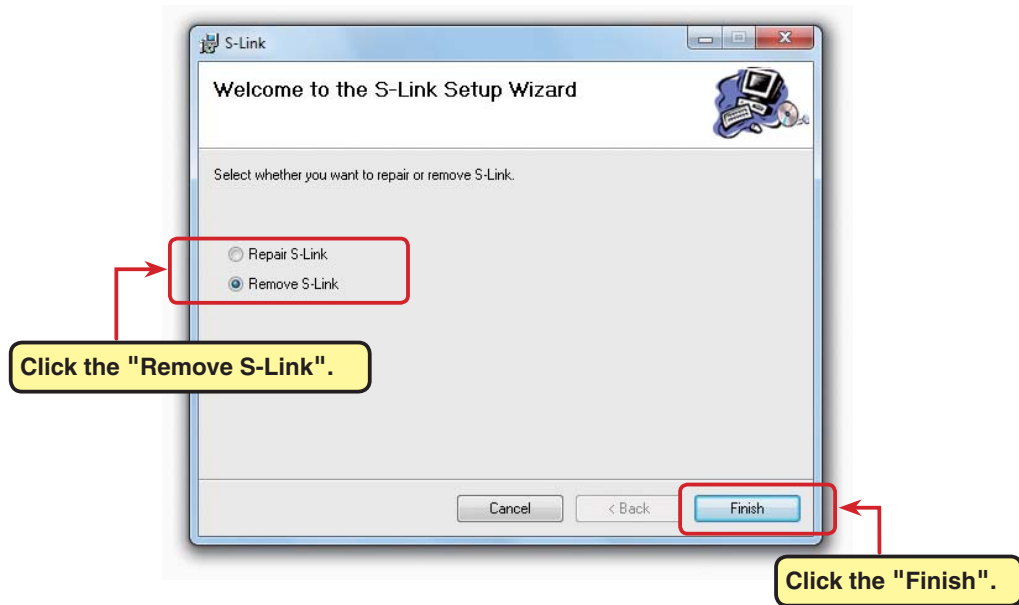 S-Link
Welcome to the S-Link Setup Wizard
Select whether you want to repair or remove S-Link.
Repair S-Link
Remove S-Link
Click the "Remove S-Link".
Cancel
< Back
Finish
Click the "Finish".